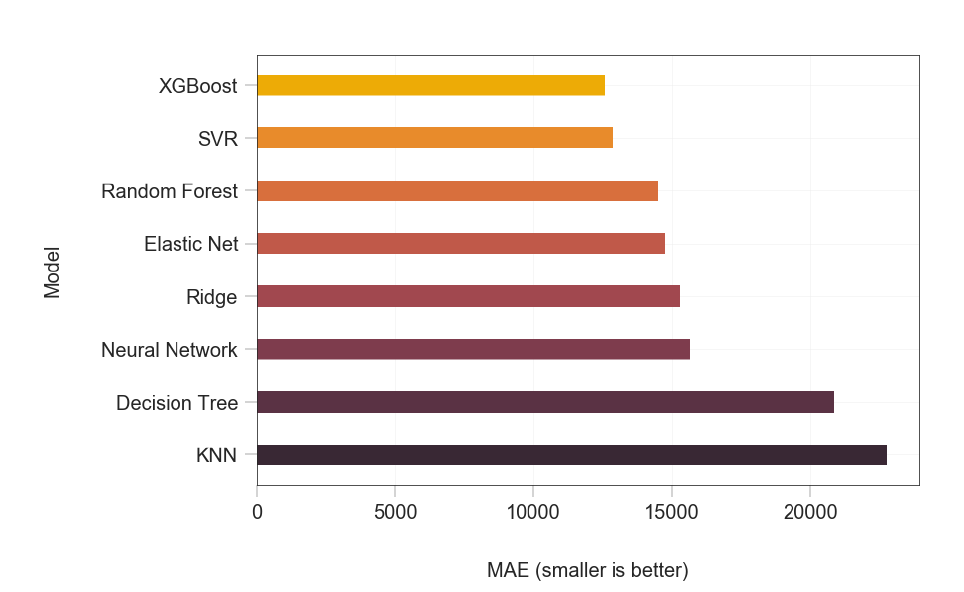 XGBoost
SVR
Random Forest
Elastic Net
Ridge
Neural Network
Decision Tree
KNN
Model
0 5000 10000 15000 20000
MAE (smaller is better)